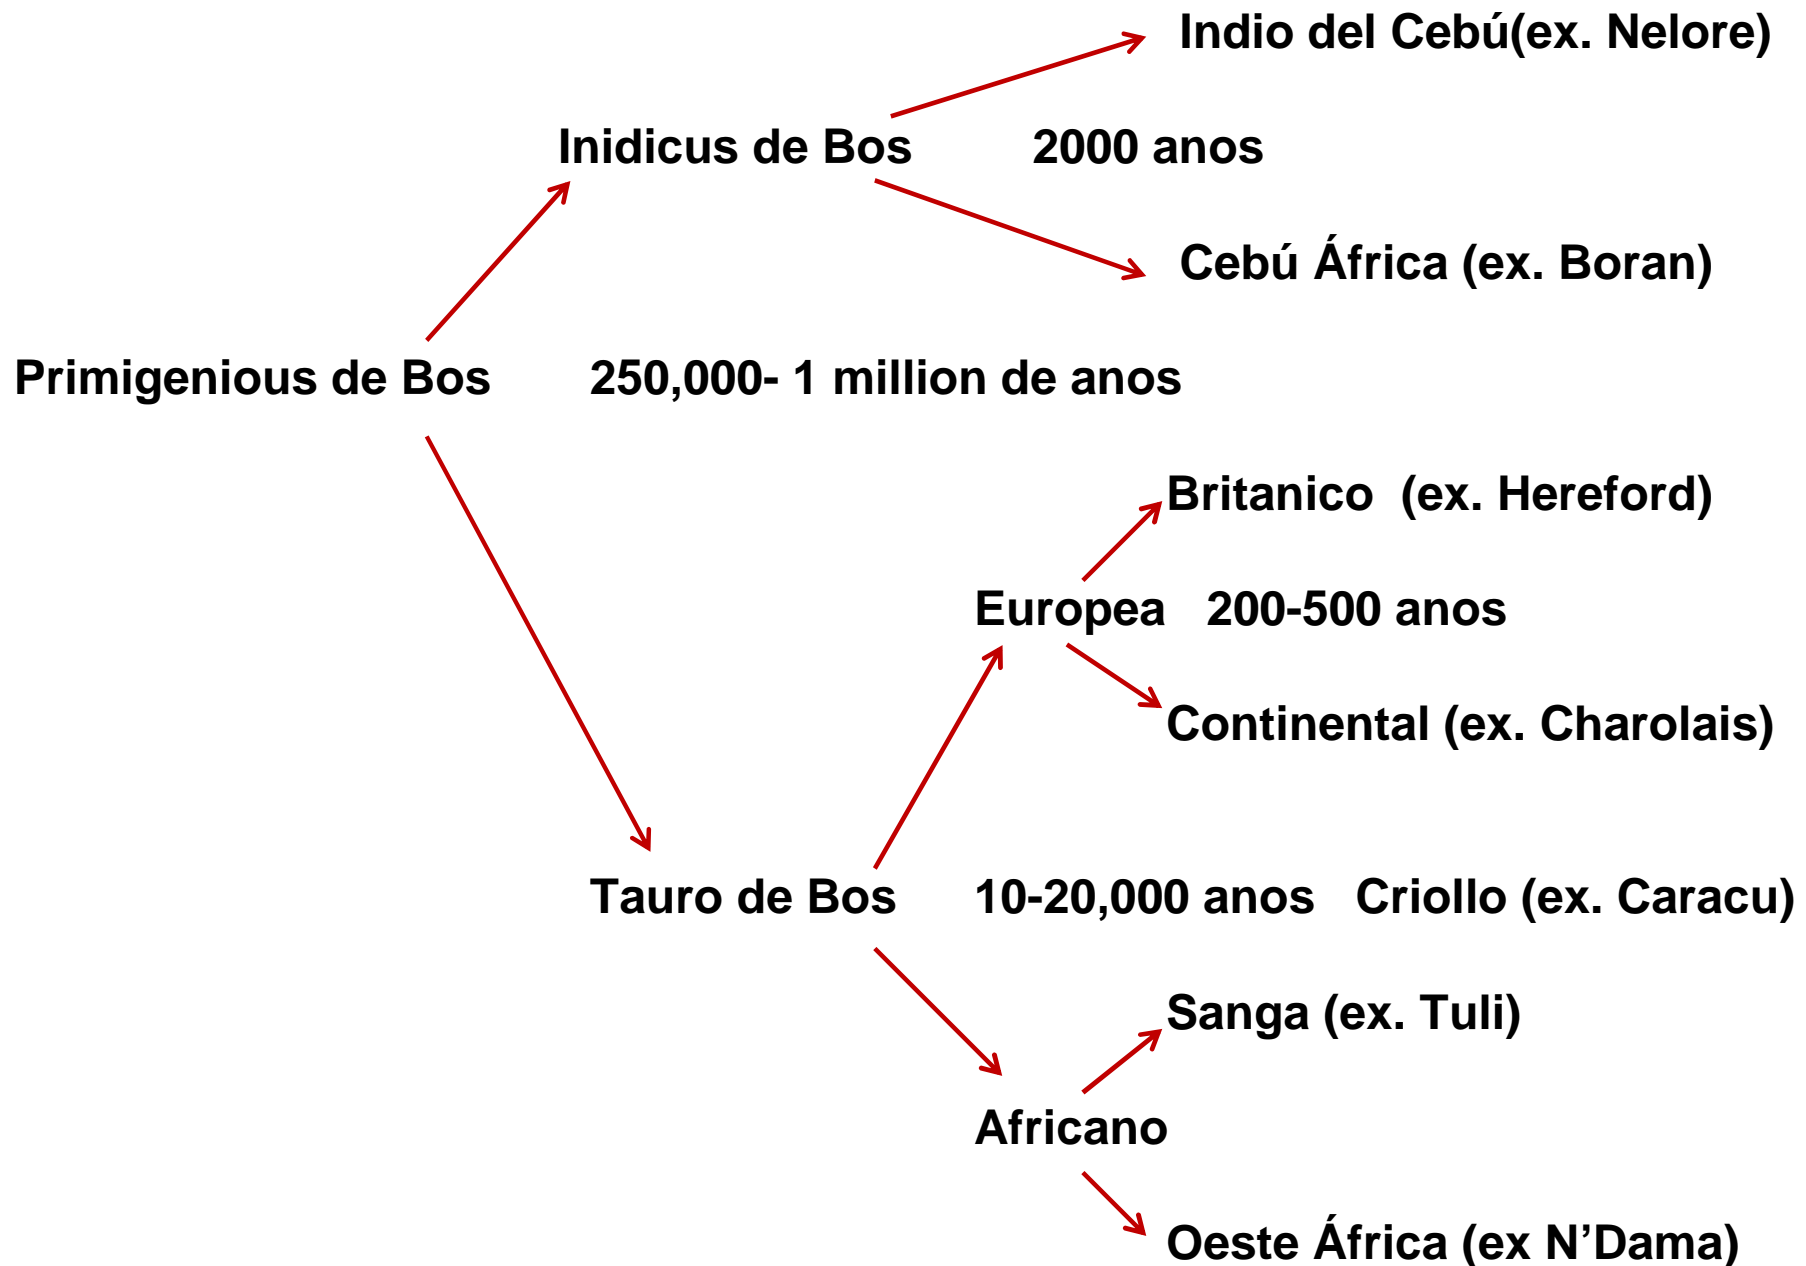 Indio del Cebú(ex. Nelore)
Inidicus de Bos 2000 anos
Cebú África (ex. Boran)
Primigenious de Bos 250,000- 1 million de anos
Britanico (ex. Hereford)
Europea 200-500 anos
Continental (ex. Charolais)
Tauro de Bos 10-20,000 anos Criollo (ex. Caracu)
Sanga (ex. Tuli)
Africano
Oeste África (ex N’Dama)